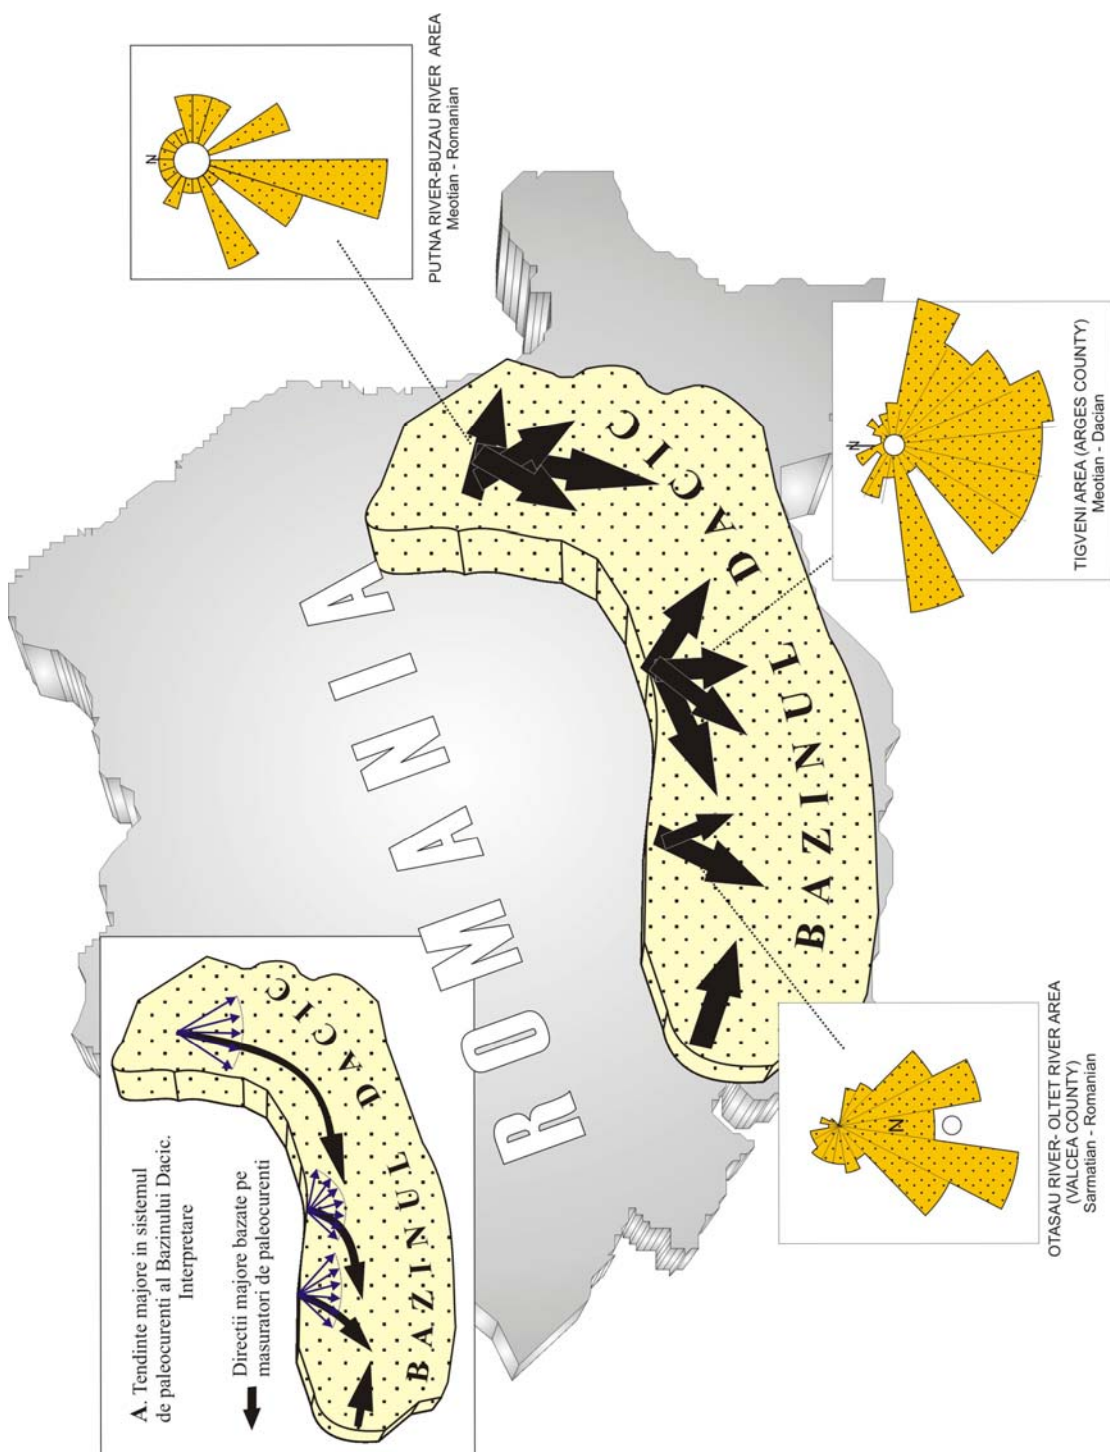 A. Tendinte majore in sistemul
de paleocurenti al Bazinului Dacic.
Interpretare
Directii majore bazate pe
masuratori de paleocurenti
BAZINUL DACIC
ROMANIA
BAZINUL DACIC
N
PUTNA RIVER-BUZAU RIVER AREA
Meotian - Romanian
N
TIGVENI AREA (ARGES COUNTY)
Meotian - Dacian
N
OTASAU RIVER- OLTET RIVER AREA
(VALCEA COUNTY)
Sarmatian - Romanian